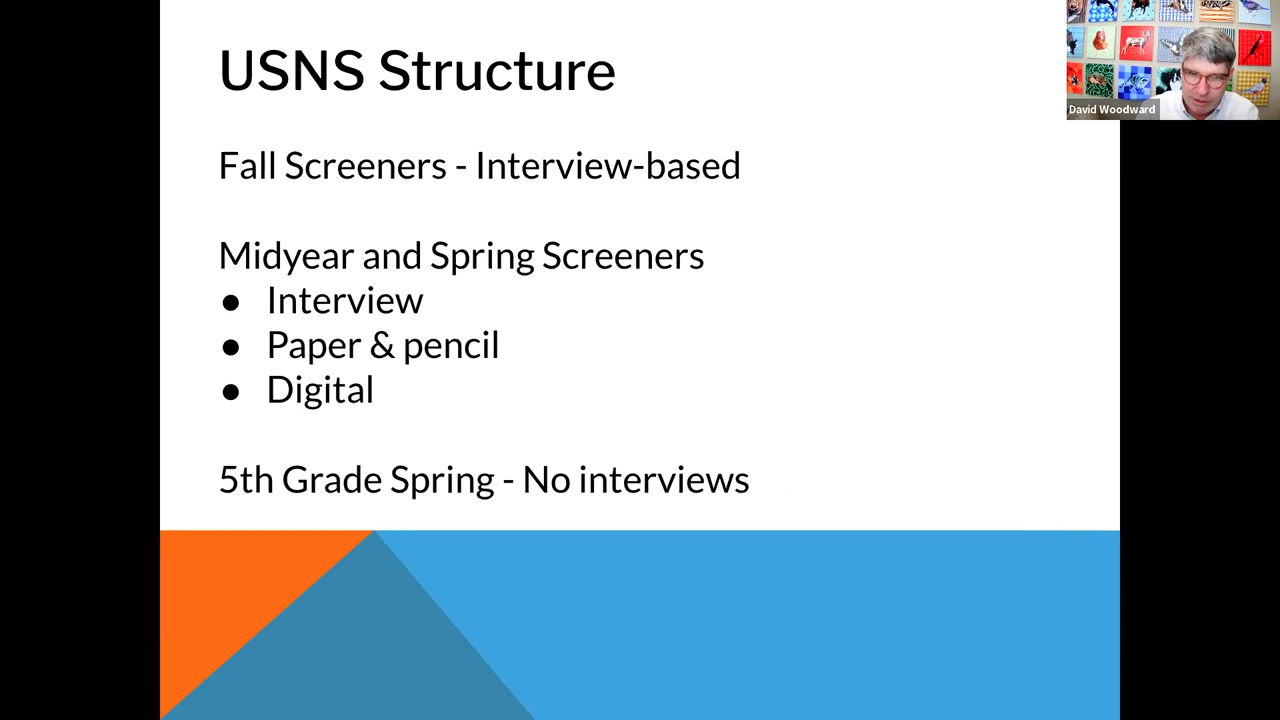 USNS Structure
Fall Screeners - Interview-based
Midyear and Spring Screeners
● Interview
● Paper & pencil
● Digital
5th Grade Spring - No interviews
David Woodward